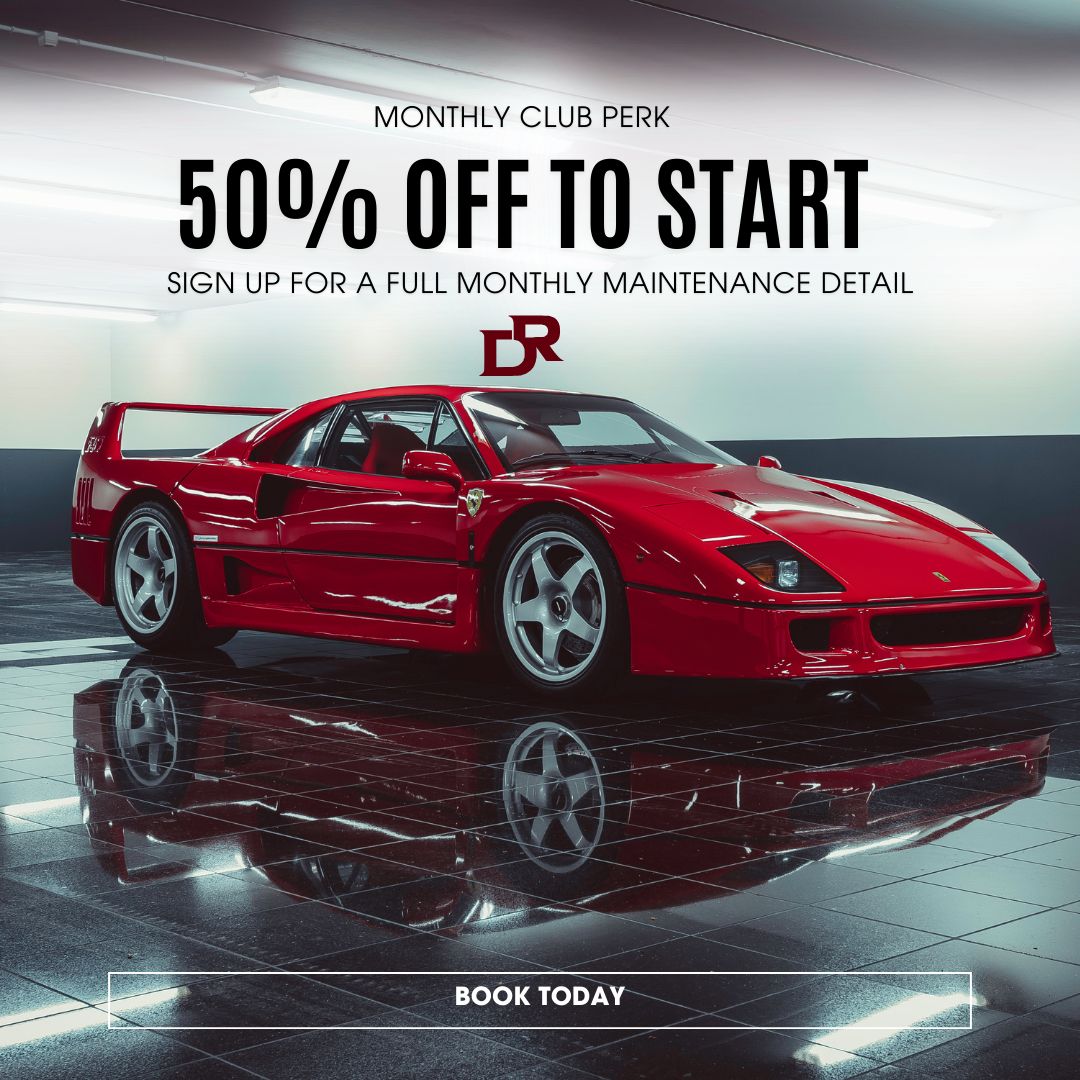 MONTHLY CLUB PERK
50% OFF TO START
SIGN UP FOR A FULL MONTHLY MAINTENANCE DETAIL
DR
BOOK TODAY